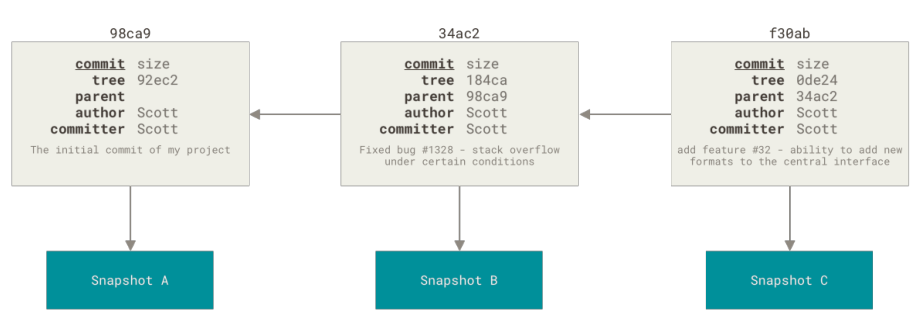 98ca9
commit size
tree 92ec2
parent
author Scott
committer Scott
The initial commit of my project
Snapshot A
34ac2
commit size
tree 184ca
parent 98ca9
author Scott
committer Scott
Fixed bug #1328 - stack overflow
under certain conditions
Snapshot B
f30ab
commit size
tree 0de24
parent 34ac2
author Scott
committer Scott
add feature #32 - ability to add new
formats to the central interface
Snapshot C